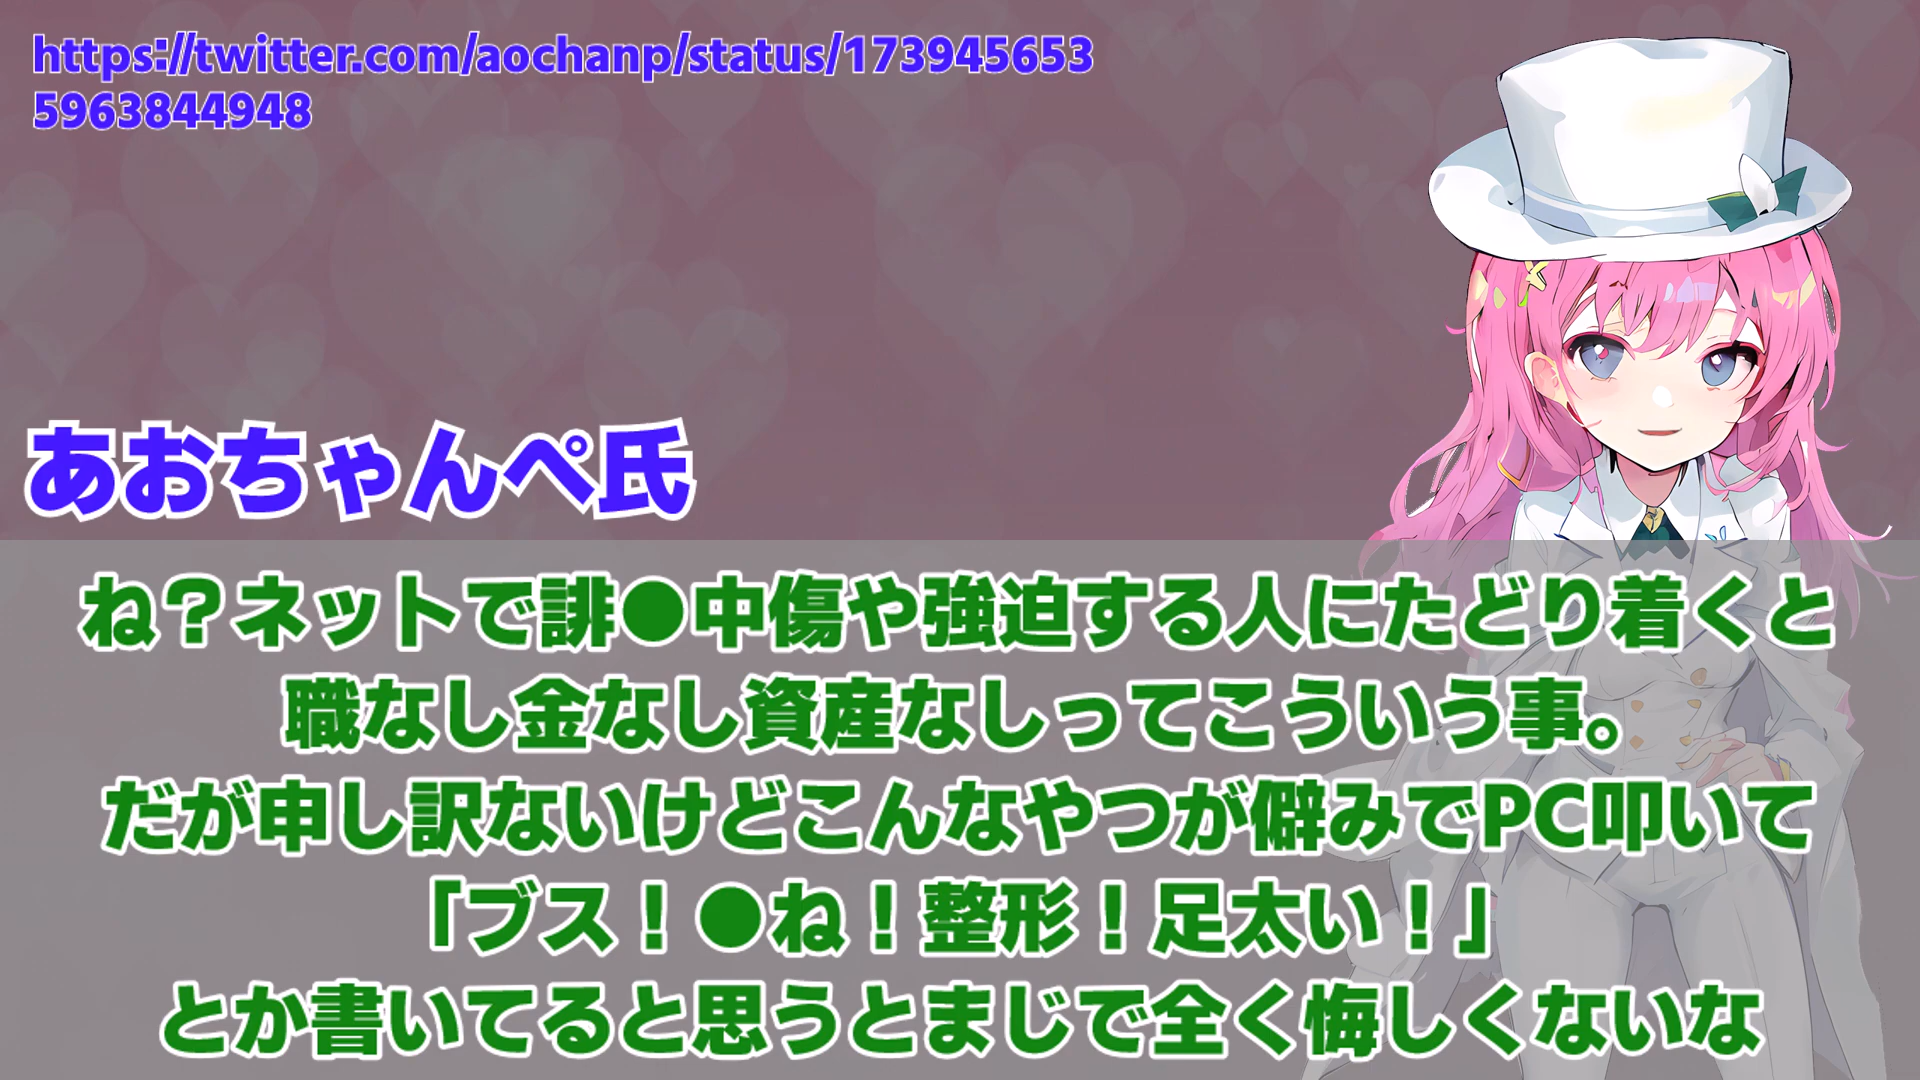 https://twitter.com/aochanp/status/173945653
5963844948
あおちゃんぺ氏
ね？ネットで誹●中傷や強迫する人にたどり着くと
職なし金なし資産なしってこういう事。
だが申し訳ないけどこんなやつが僻みでPC叩いて
「ブス！●ね！整形！足太い！」
とか書いてると思うとまじで全く悔しくないな